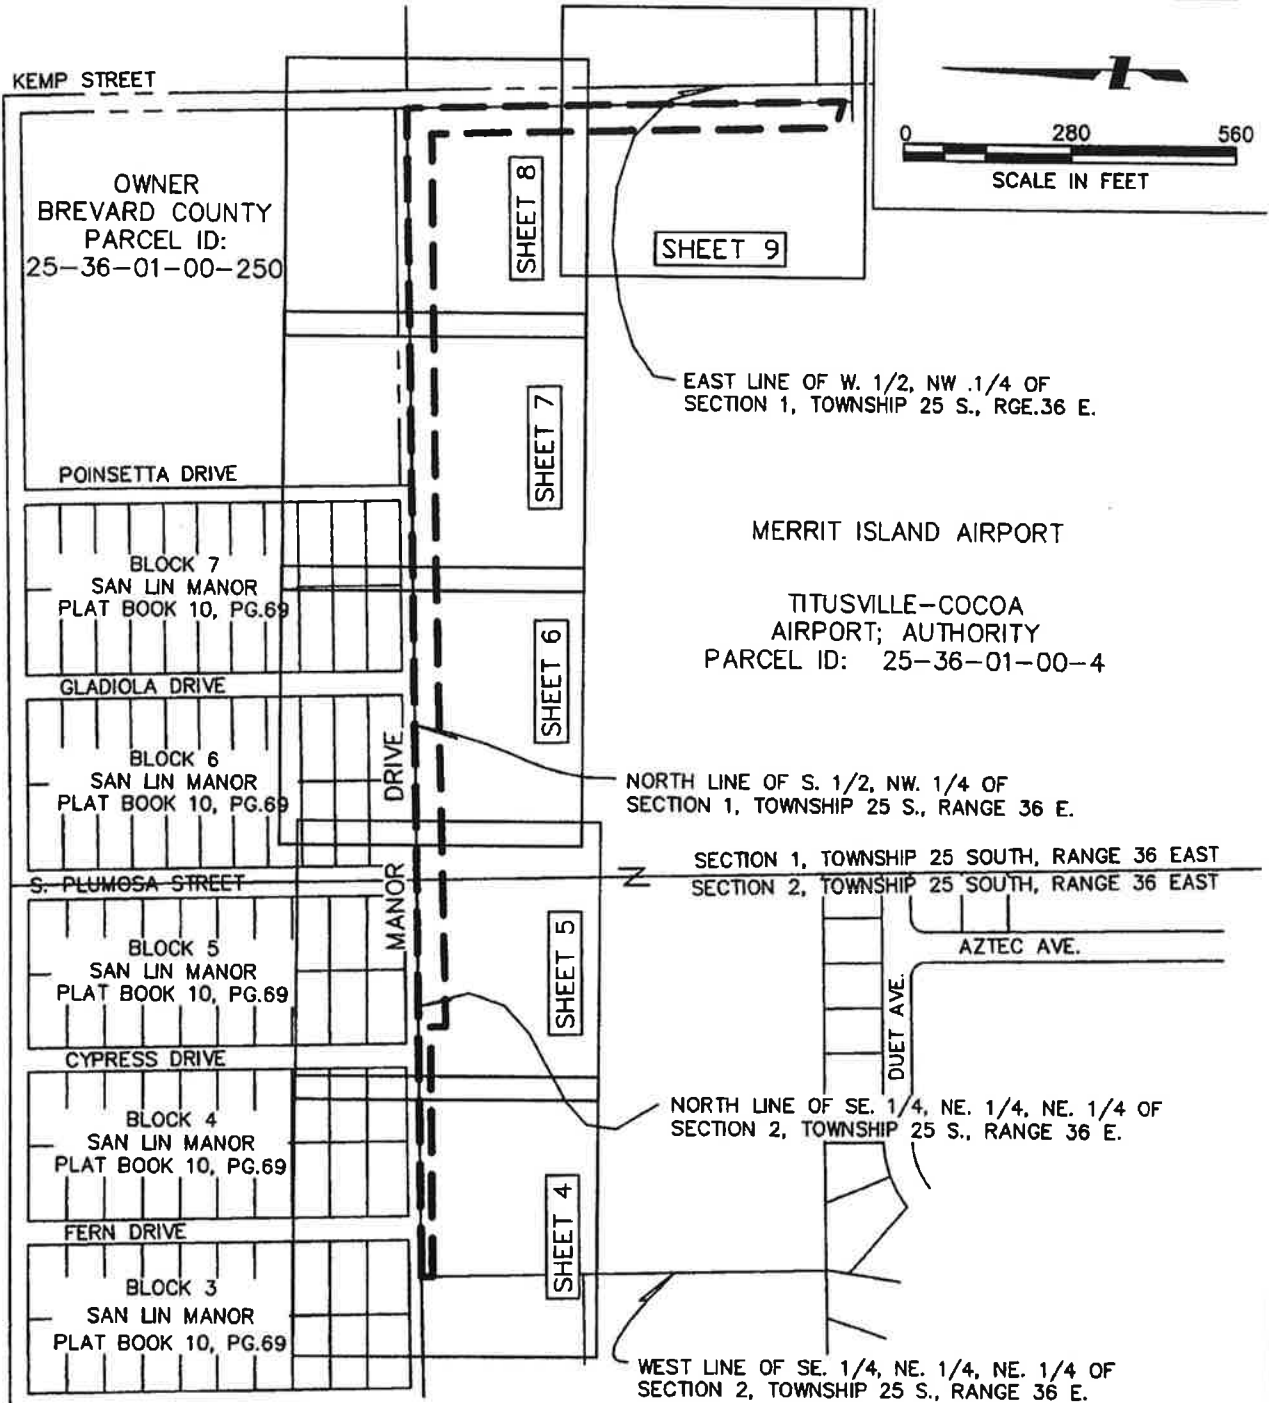 KEMP STREET
0 280 560
SCALE IN FEET
OWNER
BREVARD COUNTY
PARCEL ID:
25-36-01-00-250
SHEET 8
SHEET 9
EAST LINE OF W. 1/2, NW .1/4 OF
SECTION 1, TOWNSHIP 25 S., RGE.36 E.
SHEET 7
POINSETTA DRIVE
MERRIT ISLAND AIRPORT
TITUSVILLE-COCOA
AIRPORT; AUTHORITY
PARCEL ID: 25-36-01-00-4
BLOCK 7
SAN LIN MANOR
PLAT BOOK 10, PG.69
SHEET 6
GLADIOLA DRIVE
BLOCK 6
SAN LIN MANOR
PLAT BOOK 10, PG.69
MANOR DRIVE
NORTH LINE OF S. 1/2, NW. 1/4 OF
SECTION 1, TOWNSHIP 25 S., RANGE 36 E.
SECTION 1, TOWNSHIP 25 SOUTH, RANGE 36 EAST
SECTION 2, TOWNSHIP 25 SOUTH, RANGE 36 EAST
S. PLUMOSA STREET
BLOCK 5
SAN LIN MANOR
PLAT BOOK 10, PG.69
SHEET 5
AZTEC AVE.
DUET AVE.
CYPRESS DRIVE
NORTH LINE OF SE. 1/4, NE. 1/4, NE. 1/4 OF
SECTION 2, TOWNSHIP 25 S., RANGE 36 E.
BLOCK 4
SAN LIN MANOR
PLAT BOOK 10, PG.69
SHEET 4
FERN DRIVE
BLOCK 3
SAN LIN MANOR
PLAT BOOK 10, PG.69
WEST LINE OF SE. 1/4, NE. 1/4, NE. 1/4 OF
SECTION 2, TOWNSHIP 25 S., RANGE 36 E.